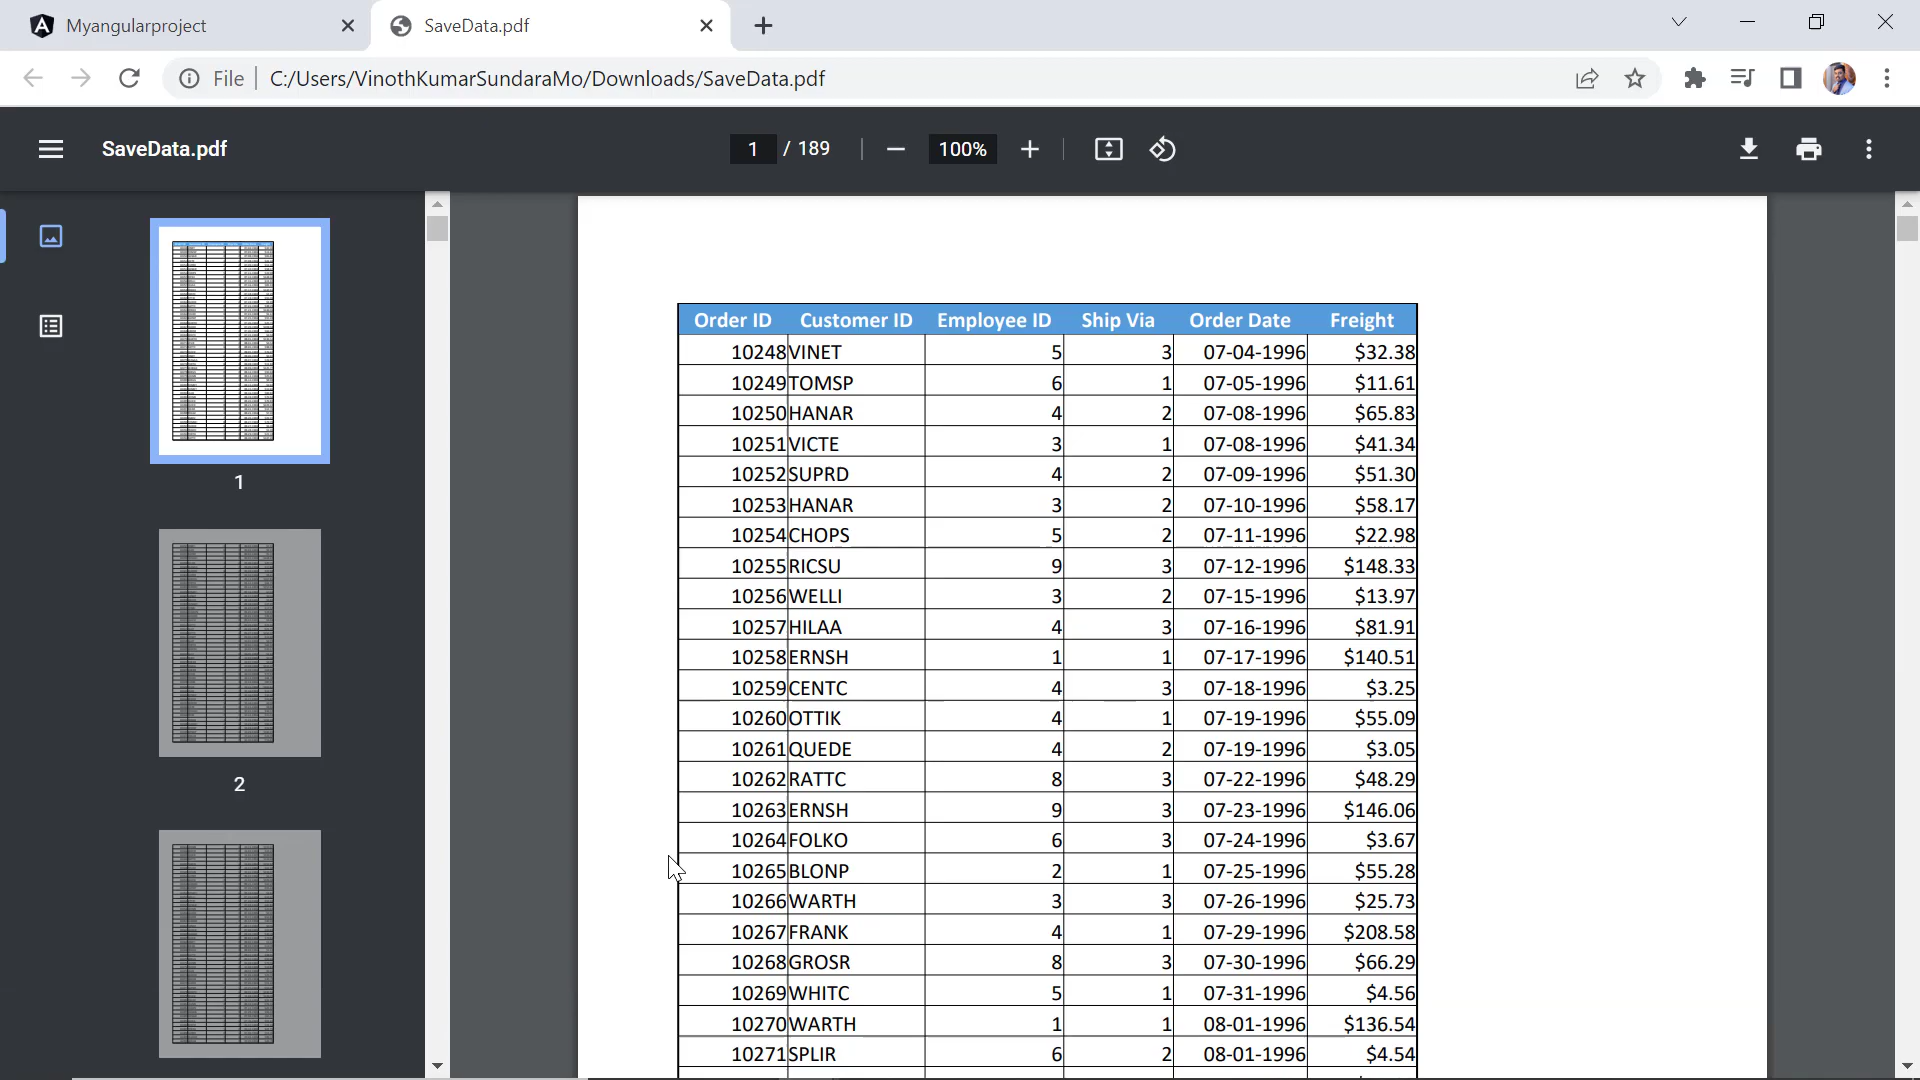 Myangularproject
SaveData.pdf
File C:/Users/VinothKumarSundaraMo/Downloads/SaveData.pdf
SaveData.pdf
1 / 189
100%
1
2
Order ID Customer ID Employee ID Ship Via Order Date Freight
10248 VINET 5 3 07-04-1996 $32.38
10249 TOMSP 6 1 07-05-1996 $11.61
10250 HANAR 4 2 07-08-1996 $65.83
10251 VICTE 3 1 07-08-1996 $41.34
10252 SUPRD 4 2 07-09-1996 $51.30
10253 HANAR 3 2 07-10-1996 $58.17
10254 CHOPS 5 2 07-11-1996 $22.98
10255 RICSU 9 3 07-12-1996 $148.33
10256 WELLI 3 2 07-15-1996 $13.97
10257 HILAA 4 3 07-16-1996 $81.91
10258 ERNSH 1 1 07-17-1996 $140.51
10259 CENTC 4 3 07-18-1996 $3.25
10260 OTTIK 4 1 07-19-1996 $55.09
10261 QUEDE 4 2 07-19-1996 $3.05
10262 RATTC 8 3 07-22-1996 $48.29
10263 ERNSH 9 3 07-23-1996 $146.06
10264 FOLKO 6 3 07-24-1996 $3.67
10265 BLONP 2 1 07-25-1996 $55.28
10266 WARTH 3 3 07-26-1996 $25.73
10267 FRANK 4 1 07-29-1996 $208.58
10268 GROSR 8 3 07-30-1996 $66.29
10269 WHITC 5 1 07-31-1996 $4.56
10270 WARTH 1 1 08-01-1996 $136.54
10271 SPLIR 6 2 08-01-1996 $4.54